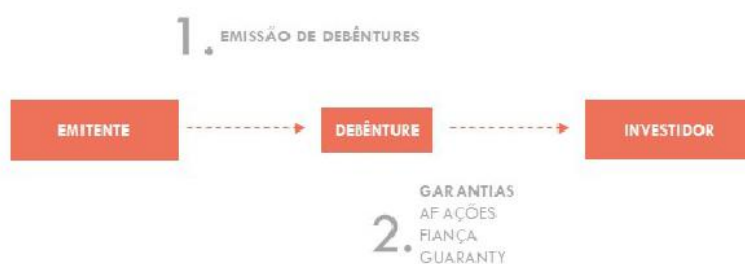 1. EMISSÃO DE DEBÊNTURES
EMITENTE
DEBÊNTURE
INVESTIDOR
2. GARANTIAS
AF AÇÕES
FIANÇA
GUARANTY